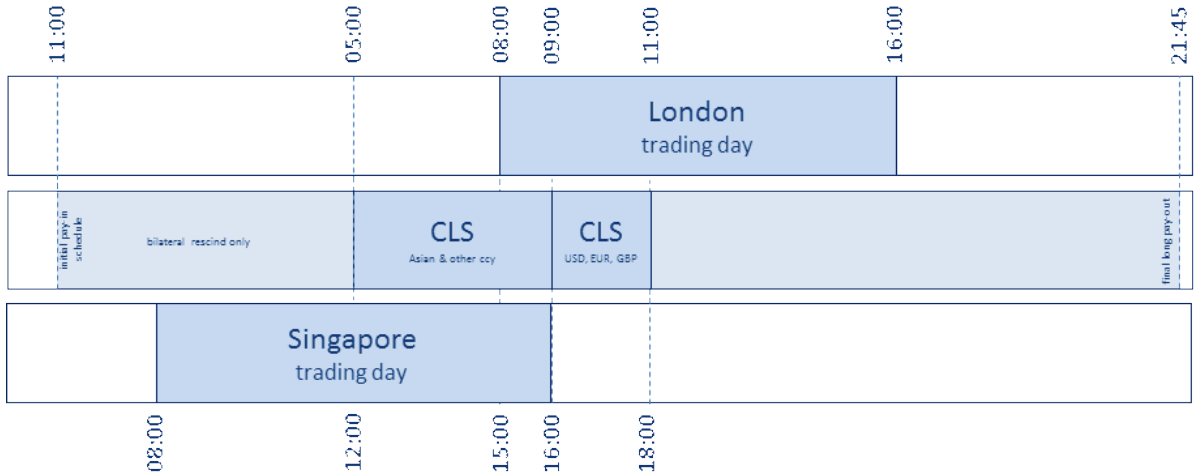 11:00
05:00
08:00
09:00
11:00
16:00
21:45
London
trading day
initial pay-in
schedule
bilateral rescind only
CLS
Asian & other ccy
CLS
USD, EUR, GBP
final long pay-out
Singapore
trading day
08:00
12:00
15:00
16:00
18:00